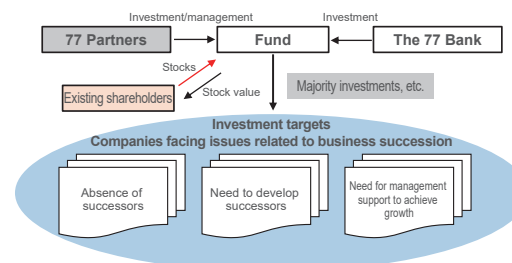 Investment/management
Investment
77 Partners
Fund
The 77 Bank
Stocks
Stock value
Existing shareholders
Majority investments, etc.
Investment targets
Companies facing issues related to business succession
Absence of
successors
Need to develop
successors
Need for management
support to achieve
growth